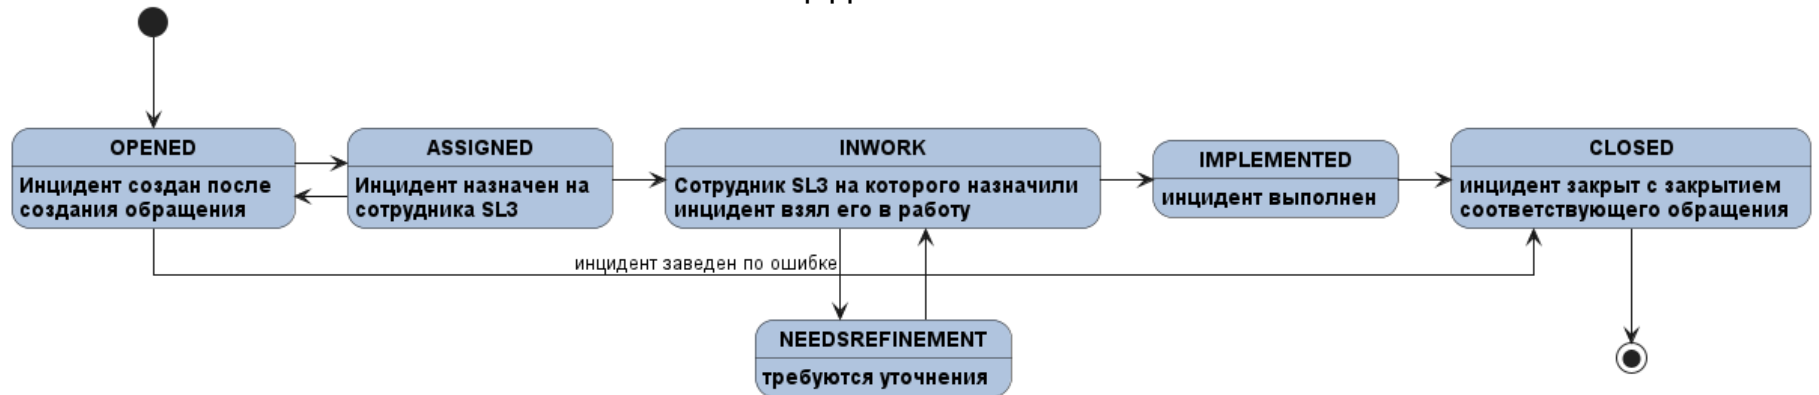 OPENED
Инцидент создан после
создания обращения
ASSIGNED
Инцидент назначен на
сотрудника SL3
INWORK
Сотрудник SL3 на которого назначили
инцидент взял его в работу
IMPLEMENTED
инцидент выполнен
CLOSED
инцидент закрыт с закрытием
соответствующего обращения
инцидент заведен по ошибке
NEEDSREFINEMENT
требуются уточнения